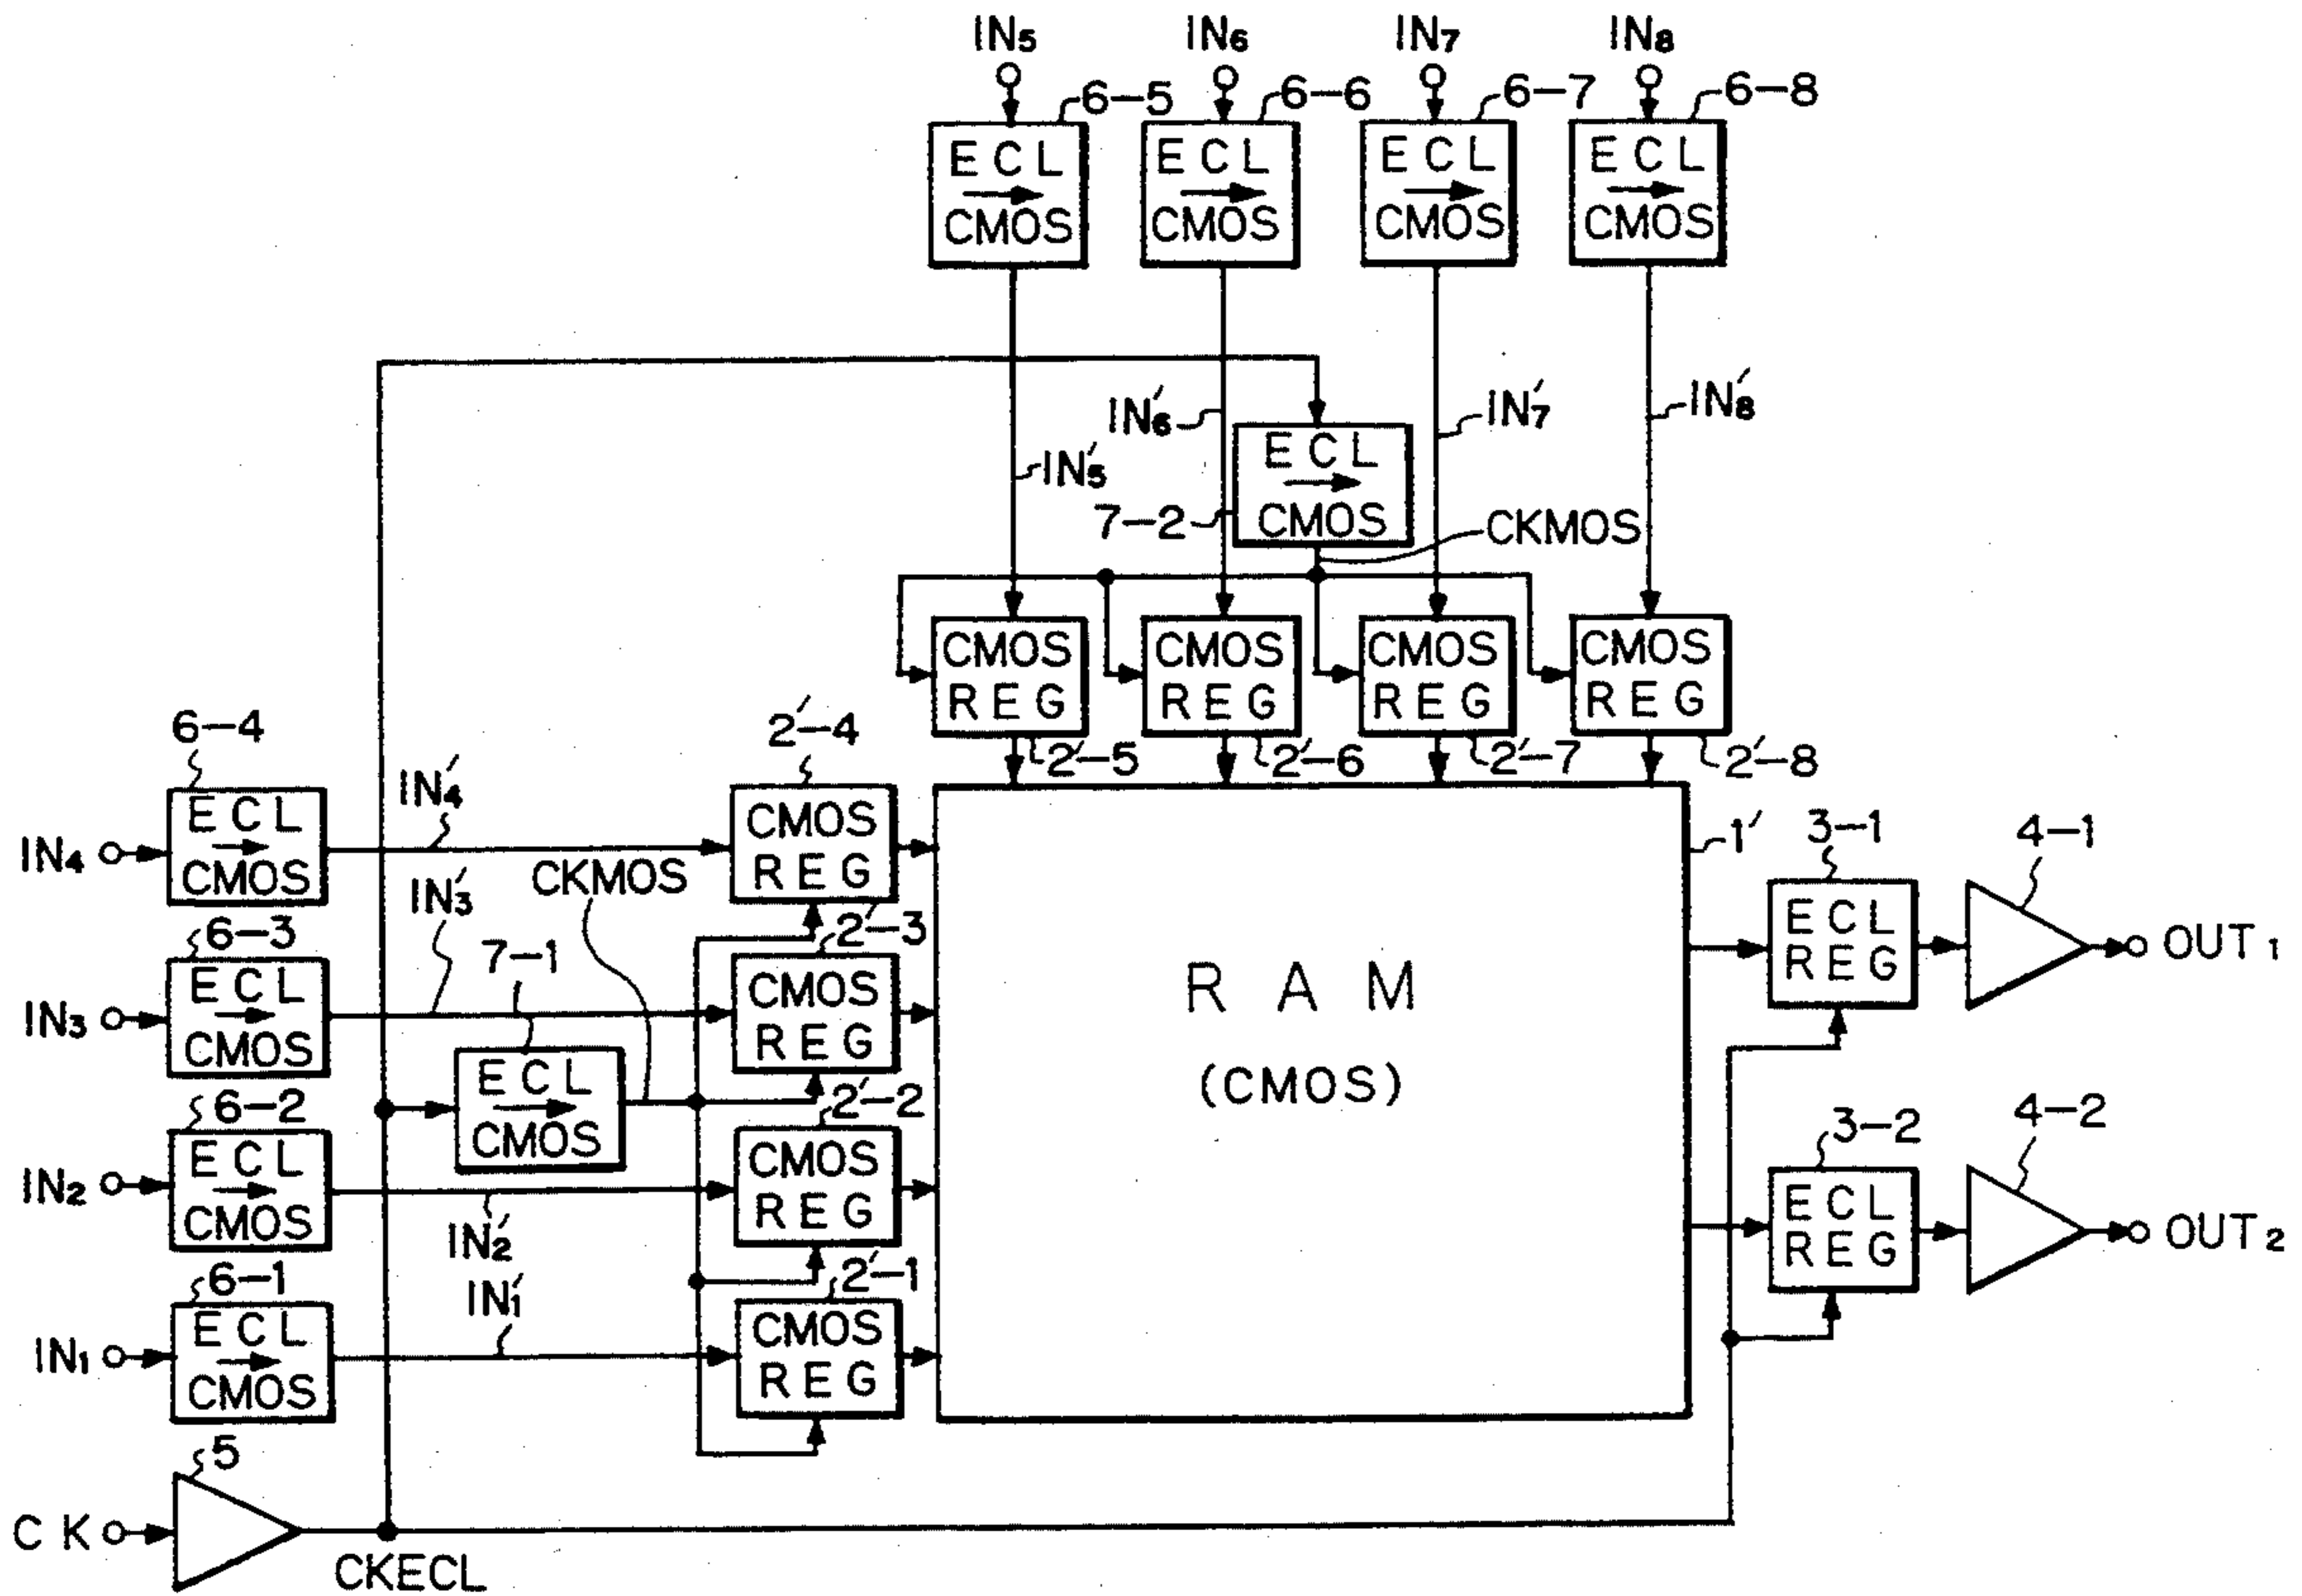 IN5 IN6 IN7 IN8
6-5 6-6 6-7 6-8
ECL ECL ECL ECL
CMOS CMOS CMOS CMOS
IN'5 IN'6 IN'7 IN'8
ECL
CMOS
7-2
CKMOS
CMOS CMOS CMOS CMOS
REG REG REG REG
2'-5 2'-6 2'-7 2'-8
6-4
IN4
ECL
CMOS
IN'4
2'-4
CMOS
REG
6-3
IN3
ECL
CMOS
IN'3
2'-3
CMOS
REG
7-1
ECL
CMOS
CKMOS
6-2
IN2
ECL
CMOS
IN'2
2'-2
CMOS
REG
6-1
IN1
ECL
CMOS
IN'1
2'-1
CMOS
REG
RAM
(CMOS)
1'
3-1
ECL
REG
4-1
OUT1
3-2
ECL
REG
4-2
OUT2
5
CK
CKECL